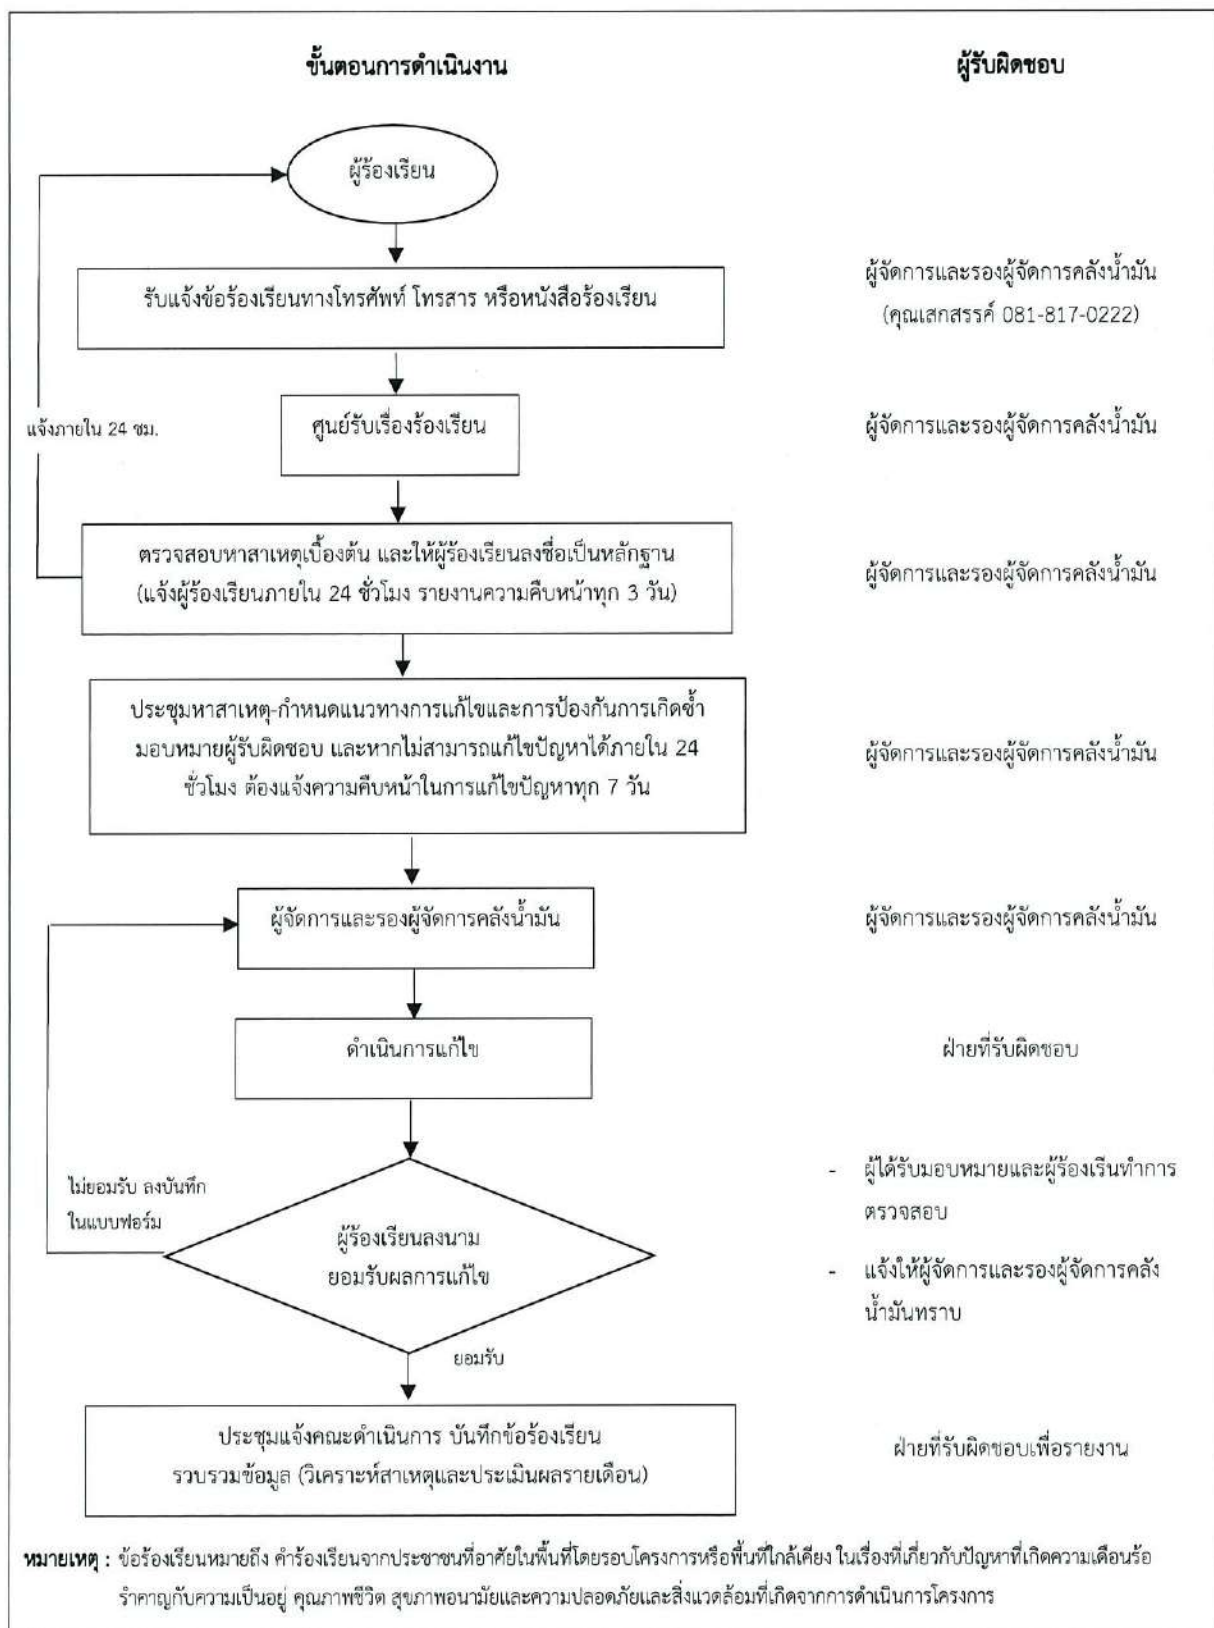 ขั้นตอนการดำเนินงาน
ผู้รับผิดชอบ
ผู้ร้องเรียน
รับแจ้งข้อร้องเรียนทางโทรศัพท์ โทรสาร หรือหนังสือร้องเรียน
ผู้จัดการและรองผู้จัดการคลังน้ำมัน
(คุณเสกสรรค์ 081-817-0222)
แจ้งภายใน 24 ชม.
ศูนย์รับเรื่องร้องเรียน
ผู้จัดการและรองผู้จัดการคลังน้ำมัน
ตรวจสอบหาสาเหตุเบื้องต้น และให้ผู้ร้องเรียนลงชื่อเป็นหลักฐาน
(แจ้งผู้ร้องเรียนภายใน 24 ชั่วโมง รายงานความคืบหน้าทุก 3 วัน)
ผู้จัดการและรองผู้จัดการคลังน้ำมัน
ประชุมหาสาเหตุ-กำหนดแนวทางการแก้ไขและการป้องกันการเกิดซ้ำ
มอบหมายผู้รับผิดชอบ และหากไม่สามารถแก้ไขปัญหาได้ภายใน 24
ชั่วโมง ต้องแจ้งความคืบหน้าในการแก้ไขปัญหาทุก 7 วัน
ผู้จัดการและรองผู้จัดการคลังน้ำมัน
ผู้จัดการและรองผู้จัดการคลังน้ำมัน
ผู้จัดการและรองผู้จัดการคลังน้ำมัน
ดำเนินการแก้ไข
ฝ่ายที่รับผิดชอบ
ไม่ยอมรับ ลงบันทึก
ในแบบฟอร์ม
ผู้ร้องเรียนลงนาม
ยอมรับผลการแก้ไข
- ผู้ได้รับมอบหมายและผู้ร้องเรีนทำการ
ตรวจสอบ
- แจ้งให้ผู้จัดการและรองผู้จัดการคลัง
น้ำมันทราบ
ยอมรับ
ประชุมแจ้งคณะดำเนินการ บันทึกข้อร้องเรียน
รวบรวมข้อมูล (วิเคราะห์สาเหตุและประเมินผลรายเดือน)
ฝ่ายที่รับผิดชอบเพื่อรายงาน
หมายเหตุ : ข้อร้องเรียนหมายถึง คำร้องเรียนจากประชาชนที่อาศัยในพื้นที่โดยรอบโครงการหรือพื้นที่ใกล้เคียง ในเรื่องที่เกี่ยวกับปัญหาที่เกิดความเดือนร้อ
รำคาญกับความเป็นอยู่ คุณภาพชีวิต สุขภาพอนามัยและความปลอดภัยและสิ่งแวดล้อมที่เกิดจากการดำเนินการโครงการ